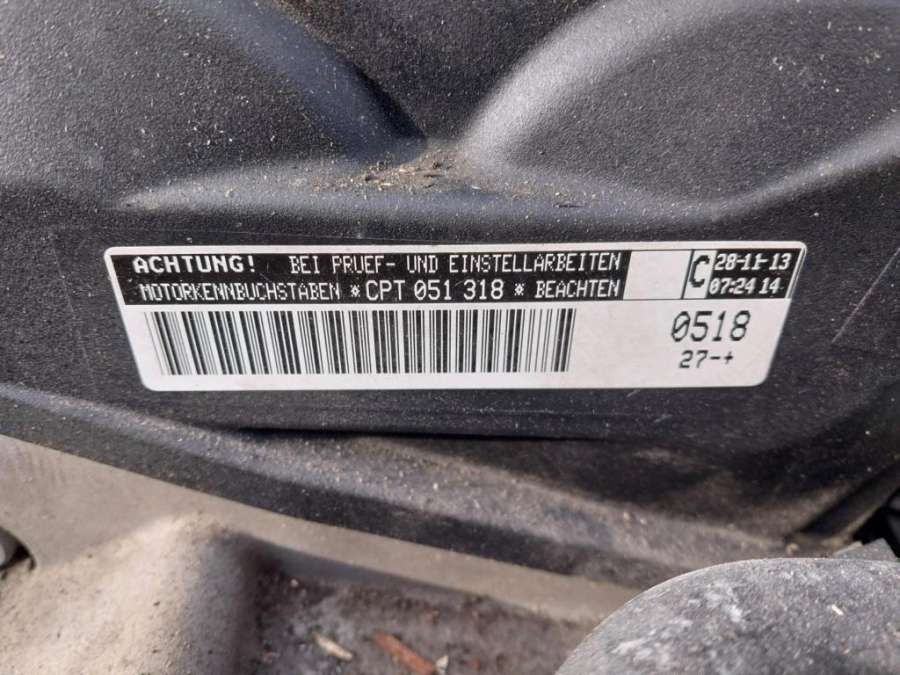 ACHTUNG! BEI PRUEF- UND EINSTELLARBEITEN
MOTORKENNBUCHSTABEN *CPT 051 318* BEACHTEN
C
28-11-13
07:24 14
0518
27-+